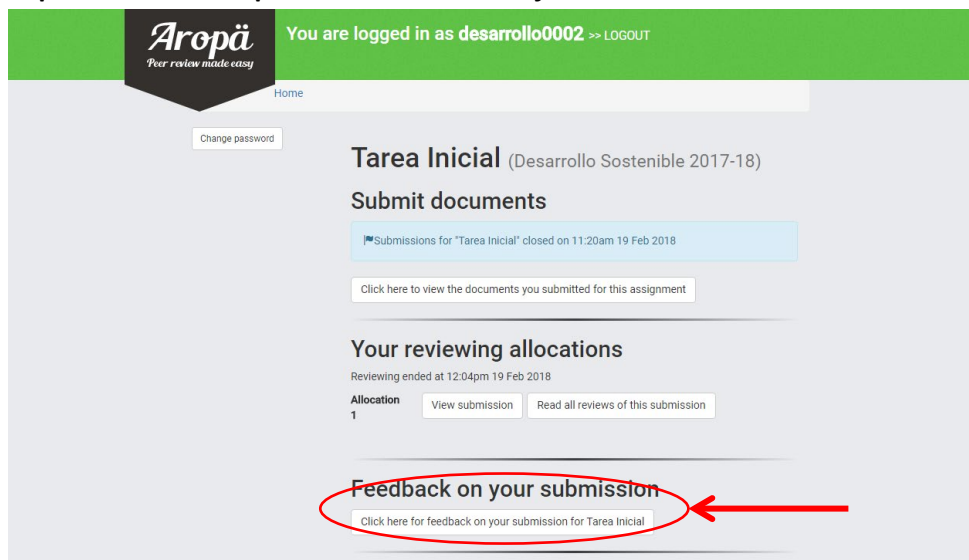 Aropä
Peer review made easy
You are logged in as desarrollo0002 >> LOGOUT
Home
Change password
Tarea Inicial (Desarrollo Sostenible 2017-18)
Submit documents
Submissions for "Tarea Inicial" closed on 11:20am 19 Feb 2018
Click here to view the documents you submitted for this assignment
Your reviewing allocations
Reviewing ended at 12:04pm 19 Feb 2018
Allocation
1
View submission
Read all reviews of this submission
Feedback on your submission
Click here for feedback on your submission for Tarea Inicial